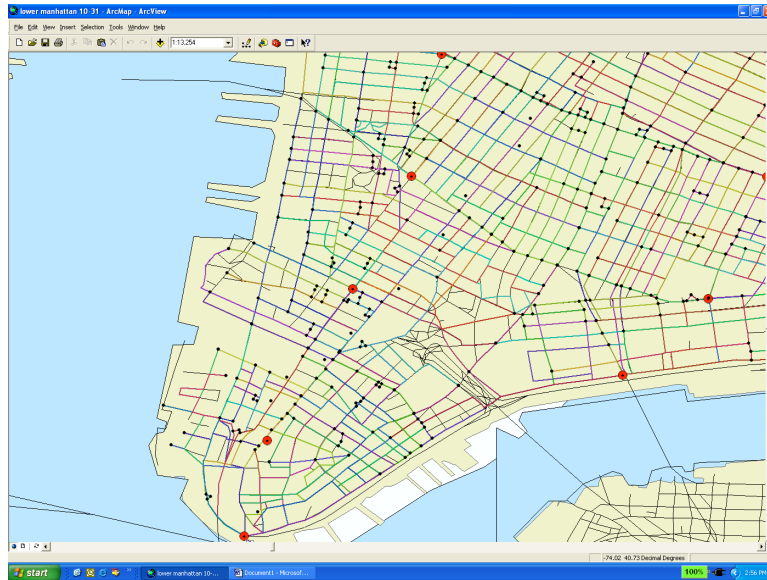 lower manhattan 10-31 - ArcMap - ArcView
File Edit View Insert Selection Tools Window Help
1:13,254
-74.02 40.73 Decimal Degrees
start
lower manhattan 10-...
Document1 - Microsof...
100%
2:56 PM